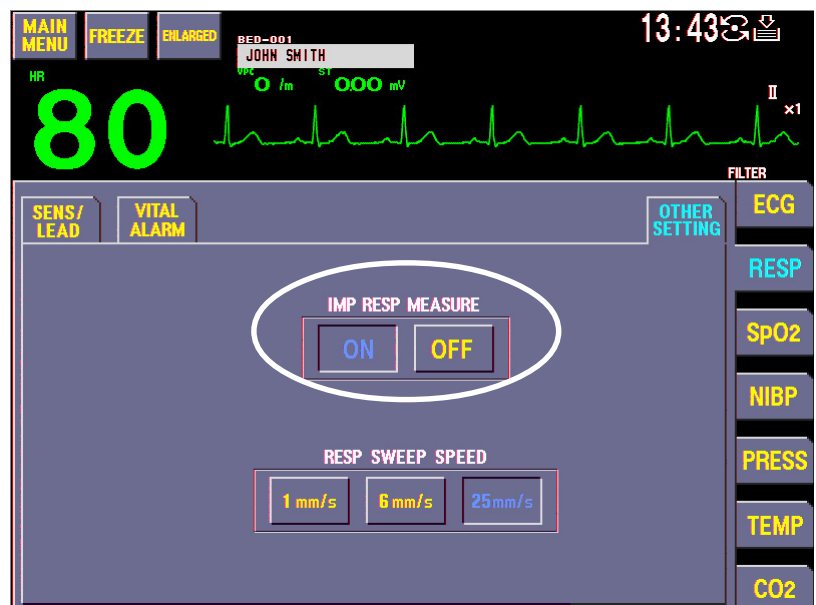 MAIN MENU
FREEZE
ENLARGED
BED-001
JOHN SMITH
13:43
HR
80
VPC 0 /m ST 0.00 mV
II
×1
FILTER
SENS/ LEAD
VITAL ALARM
OTHER SETTING
ECG
RESP
SpO2
NIBP
PRESS
TEMP
CO2
IMP RESP MEASURE
ON OFF
RESP SWEEP SPEED
1 mm/s 6 mm/s 25mm/s